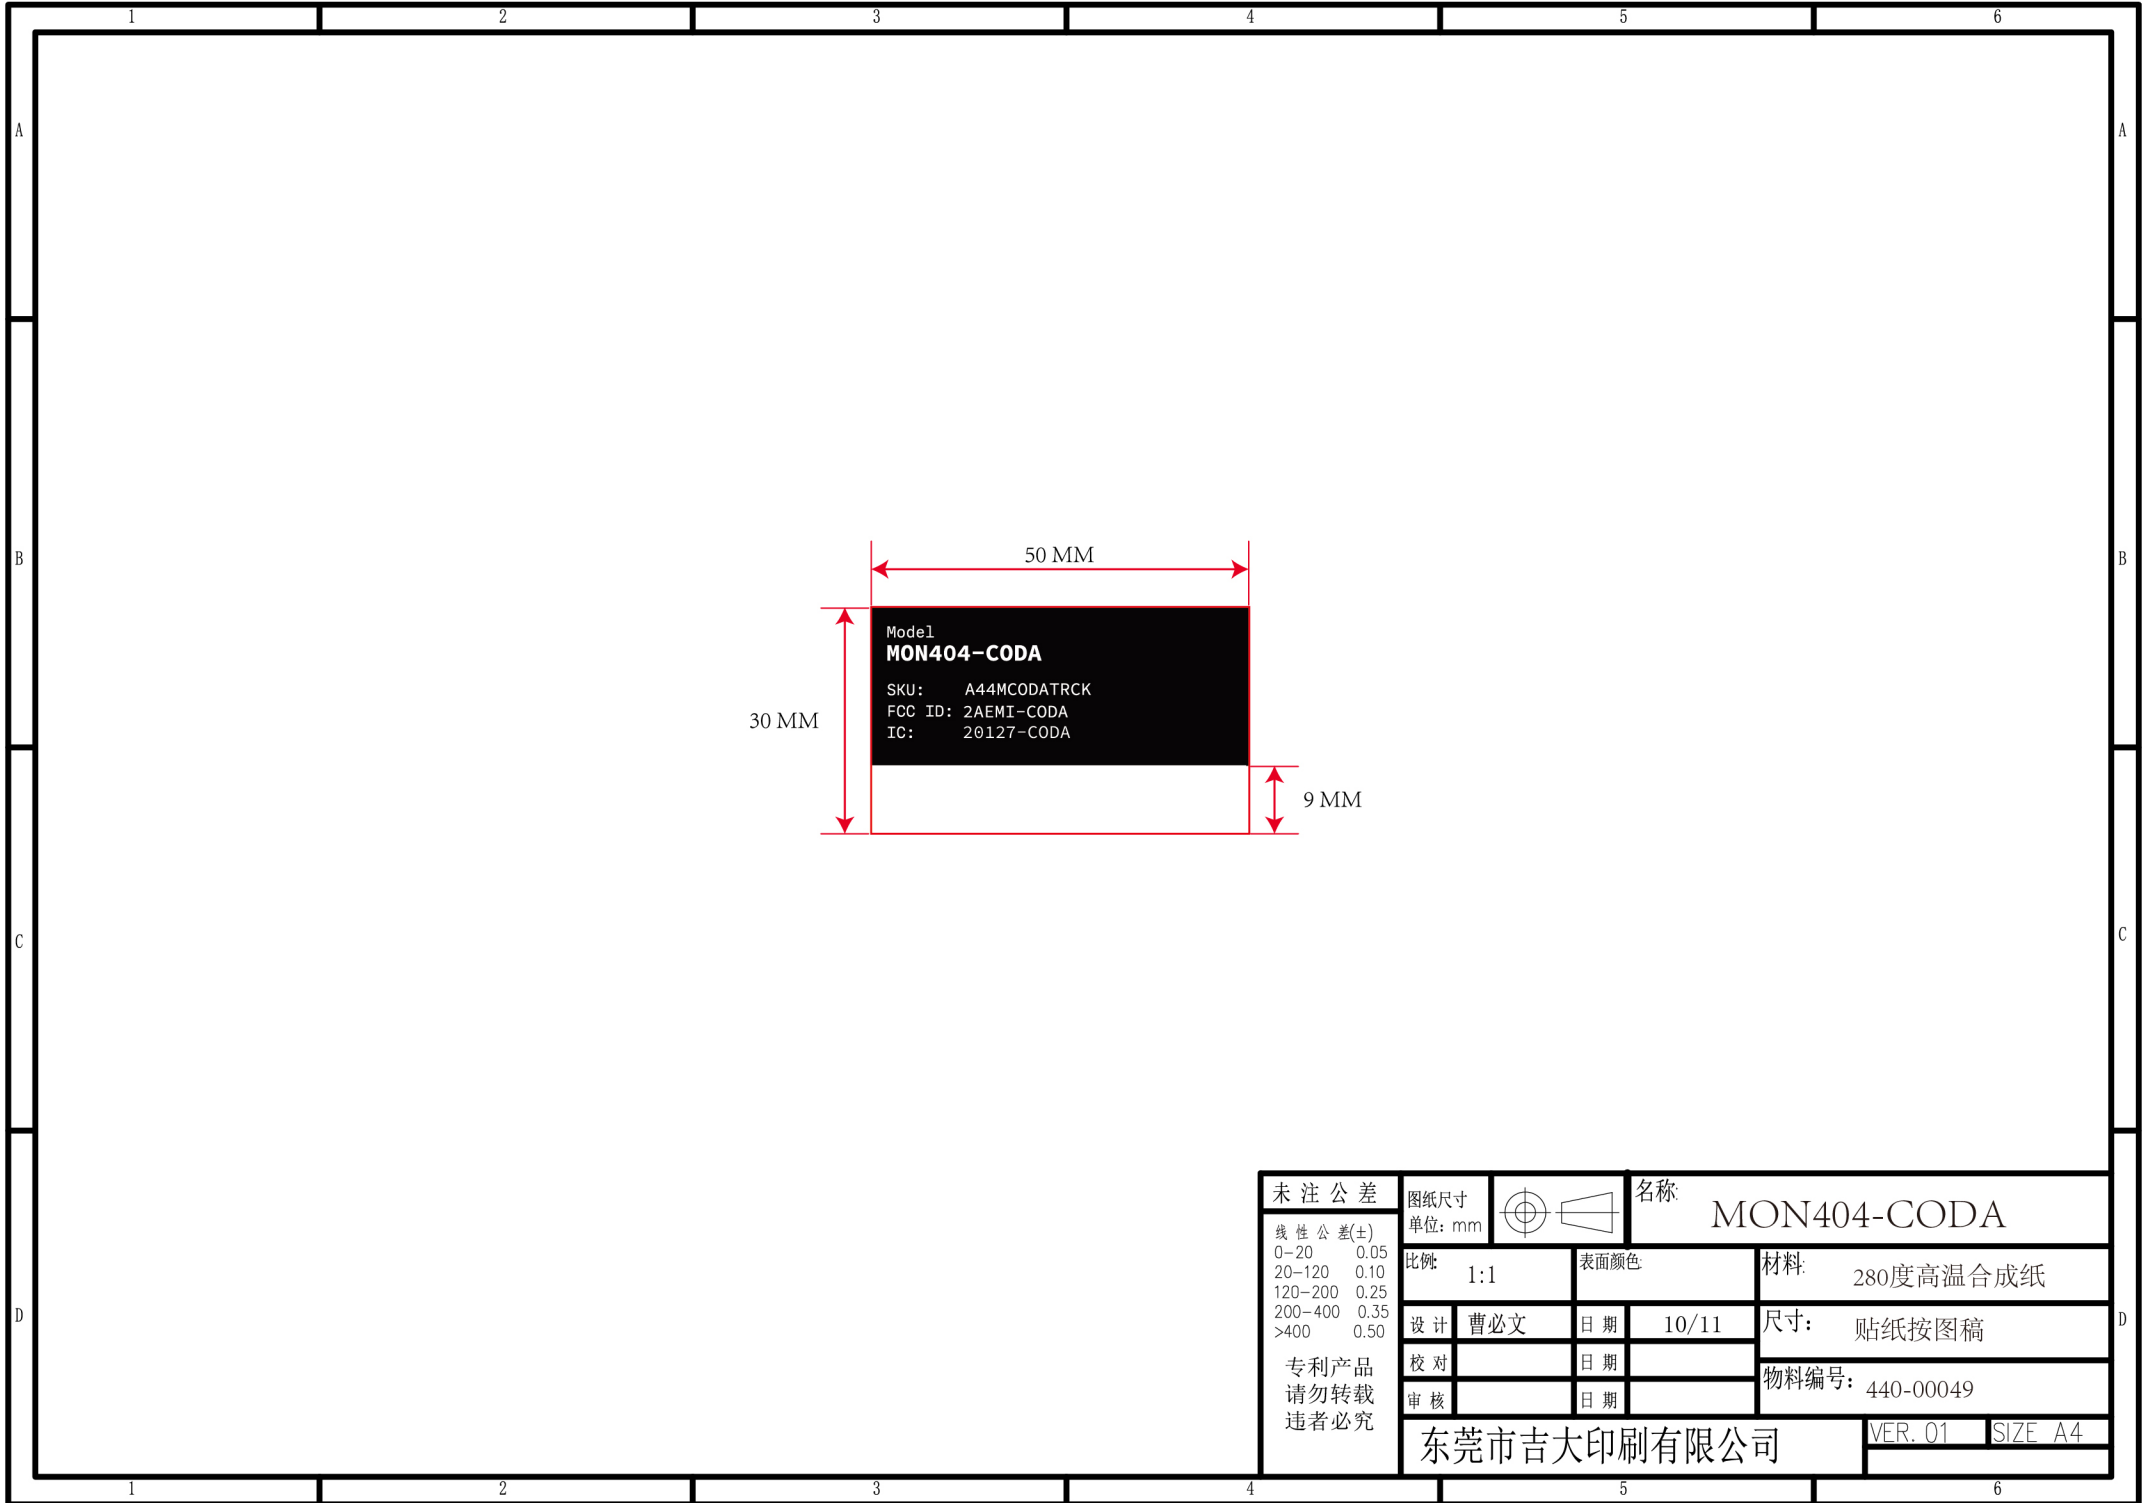 1 2 3 4 5 6
A A
B B
C C
D D
50 MM
30 MM
9 MM
Model
MON404-CODA
SKU: A44MCODATRCK
FCC ID: 2AEMI-CODA
IC: 20127-CODA
未注公差
线性公差(±)
0-20 0.05
20-120 0.10
120-200 0.25
200-400 0.35
>400 0.50
专利产品
请勿转载
违者必究
图纸尺寸
单位: mm
名称:
MON404-CODA
比例:
1:1
表面颜色:
材料:
280度高温合成纸
设计 曹必文 日期 10/11
尺寸:
贴纸按图稿
校对 日期
审核 日期
物料编号:
440-00049
东莞市吉大印刷有限公司
VER. 01
SIZE A4
1 2 3 4 5 6